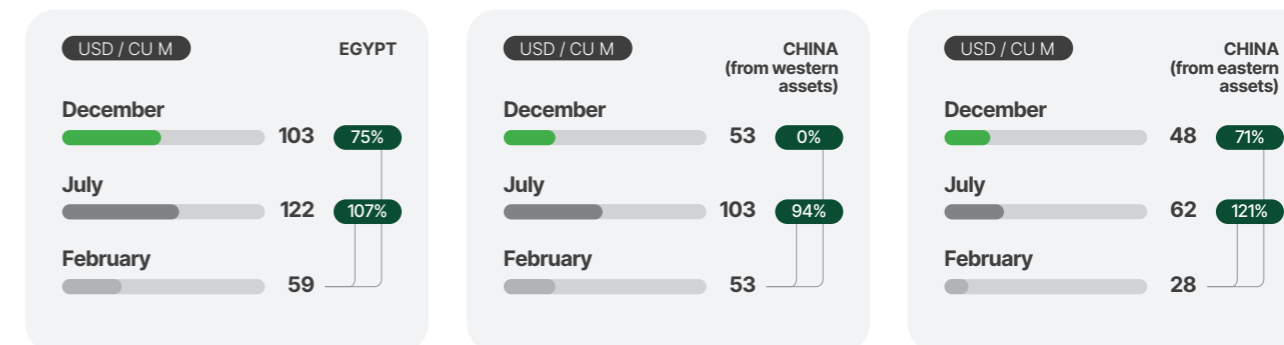 USD / CU M
EGYPT
December
103
75%
July
122
107%
February
59
USD / CU M
CHINA
(from western
assets)
December
53
0%
July
103
94%
February
53
USD / CU M
CHINA
(from eastern
assets)
December
48
71%
July
62
121%
February
28